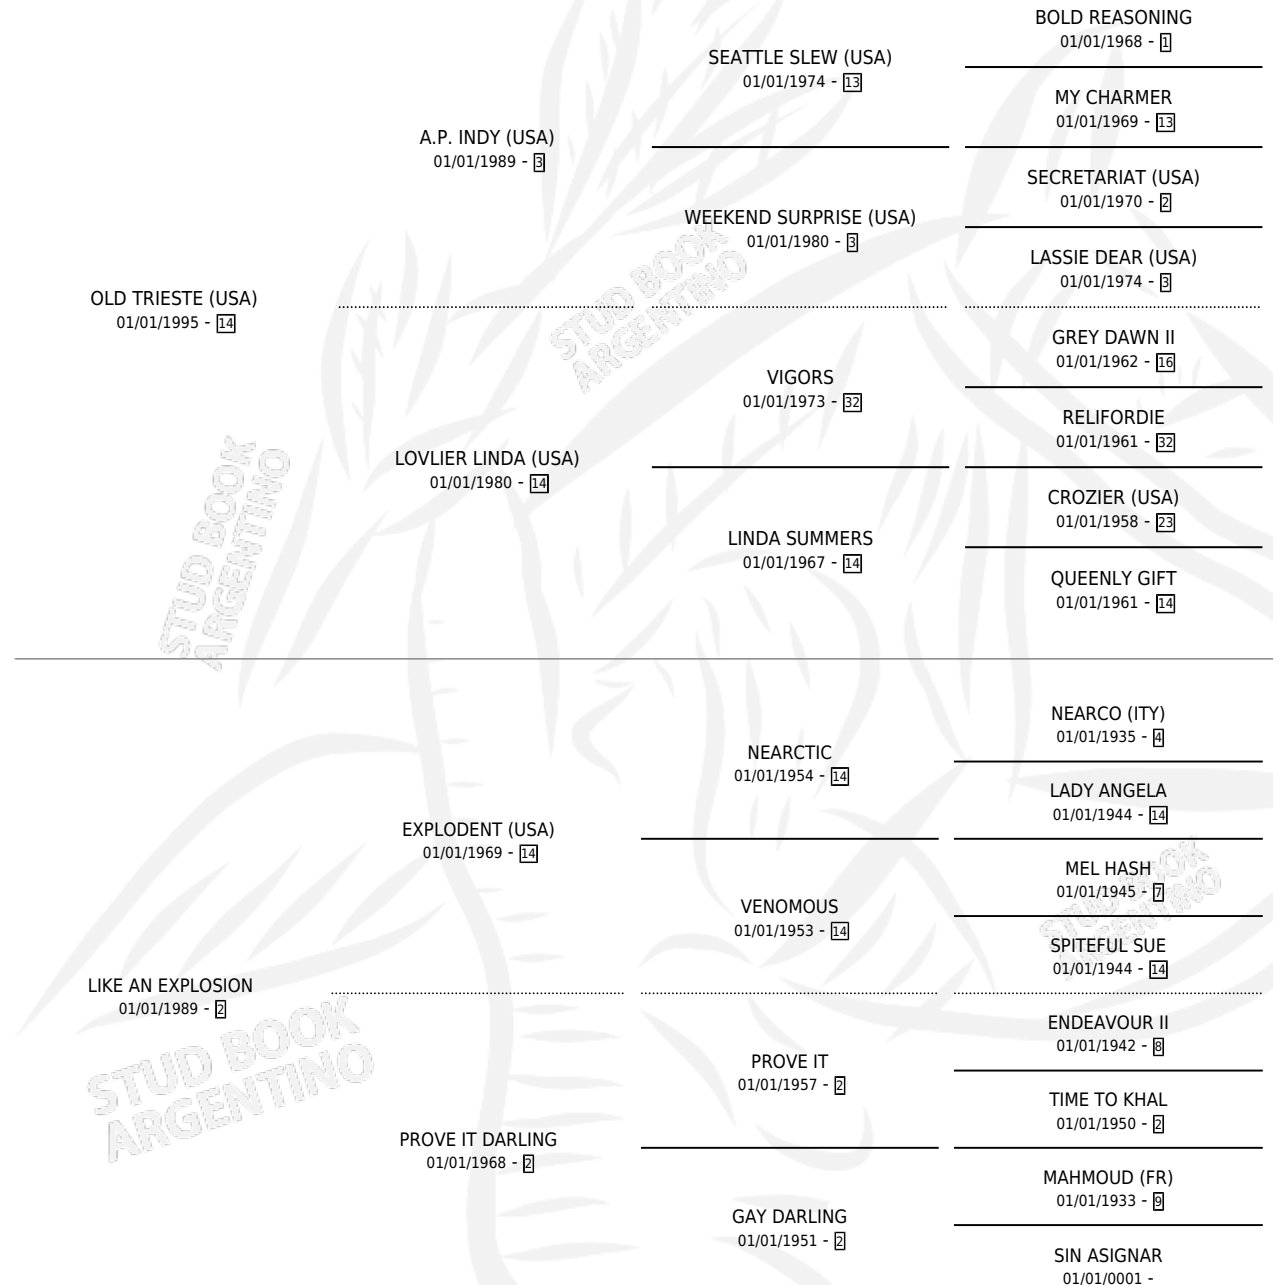 BOLD REASONING
01/01/1968 - 1
SEATTLE SLEW (USA)
01/01/1974 - 13
MY CHARMER
01/01/1969 - 13
A.P. INDY (USA)
01/01/1989 - 3
SECRETARIAT (USA)
01/01/1970 - 2
WEEKEND SURPRISE (USA)
01/01/1980 - 3
LASSIE DEAR (USA)
01/01/1974 - 3
OLD TRIESTE (USA)
01/01/1995 - 14
GREY DAWN II
01/01/1962 - 16
VIGORS
01/01/1973 - 32
RELIFORDIE
01/01/1961 - 32
LOVLIER LINDA (USA)
01/01/1980 - 14
CROZIER (USA)
01/01/1958 - 23
LINDA SUMMERS
01/01/1967 - 14
QUEENLY GIFT
01/01/1961 - 14
NEARCO (ITY)
01/01/1935 - 4
NEARCTIC
01/01/1954 - 14
LADY ANGELA
01/01/1944 - 14
EXPLODENT (USA)
01/01/1969 - 14
MEL HASH
01/01/1945 - 7
VENOMOUS
01/01/1953 - 14
SPITEFUL SUE
01/01/1944 - 14
LIKE AN EXPLOSION
01/01/1989 - 2
ENDEAVOUR II
01/01/1942 - 8
PROVE IT
01/01/1957 - 2
TIME TO KHAL
01/01/1950 - 2
PROVE IT DARLING
01/01/1968 - 2
MAHMOUD (FR)
01/01/1933 - 9
GAY DARLING
01/01/1951 - 2
SIN ASIGNAR
01/01/0001 -
STUD BOOK
ARGENTINO
STUD BOOK
ARGENTINO
STUD BOOK
ARGENTINO
STUD BOOK
ARGENTINO